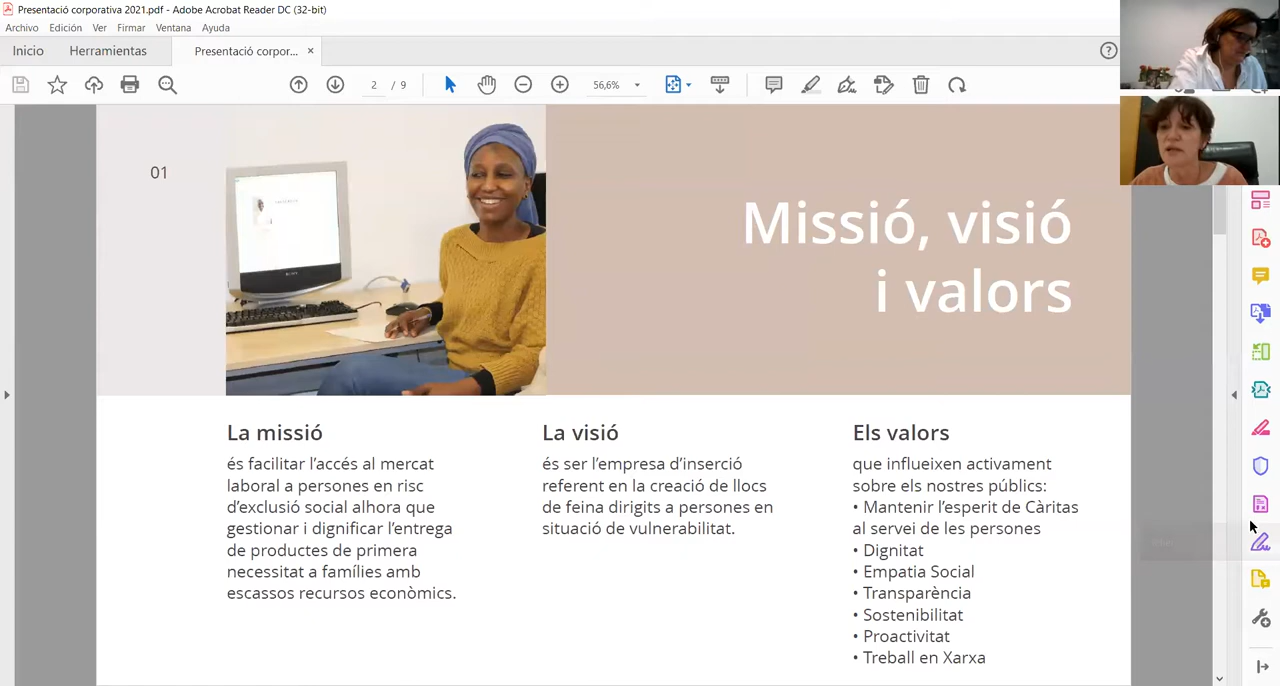 Presentació corporativa 2021.pdf - Adobe Acrobat Reader DC (32-bit)
Archivo Edición Ver Firmar Ventana Ayuda
Inicio Herramientas Presentació corpor... ×
2 / 9 56,6%
01
Missió, visió
i valors
La missió
és facilitar l’accés al mercat
laboral a persones en risc
d’exclusió social alhora que
gestionar i dignificar l’entrega
de productes de primera
necessitat a famílies amb
escassos recursos econòmics.
La visió
és ser l’empresa d’inserció
referent en la creació de llocs
de feina dirigits a persones en
situació de vulnerabilitat.
Els valors
que influeixen activament
sobre els nostres públics:
• Mantenir l’esperit de Càritas
al servei de les persones
• Dignitat
• Empatia Social
• Transparència
• Sostenibilitat
• Proactivitat
• Treball en Xarxa